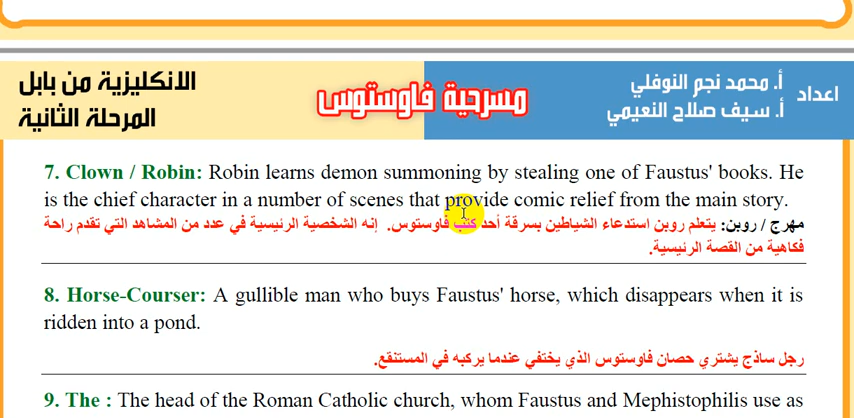 الانكليزية من بابل
المرحلة الثانية
مسرحية فاوستوس
اعداد
أ. محمد نجم النوفلي
أ. سيف صلاح النعيمي
7. Clown / Robin: Robin learns demon summoning by stealing one of Faustus' books. He
is the chief character in a number of scenes that provide comic relief from the main story.
مهرج / روبن: يتعلم روبن استدعاء الشياطين بسرقة أحد كتب فاوستوس. إنه الشخصية الرئيسية في عدد من المشاهد التي تقدم راحة
فكاهية من القصة الرئيسية.
8. Horse-Courser: A gullible man who buys Faustus' horse, which disappears when it is
ridden into a pond.
رجل ساذج يشتري حصان فاوستوس الذي يختفي عندما يركبه في المستنقع.
9. The : The head of the Roman Catholic church, whom Faustus and Mephistophilis use as